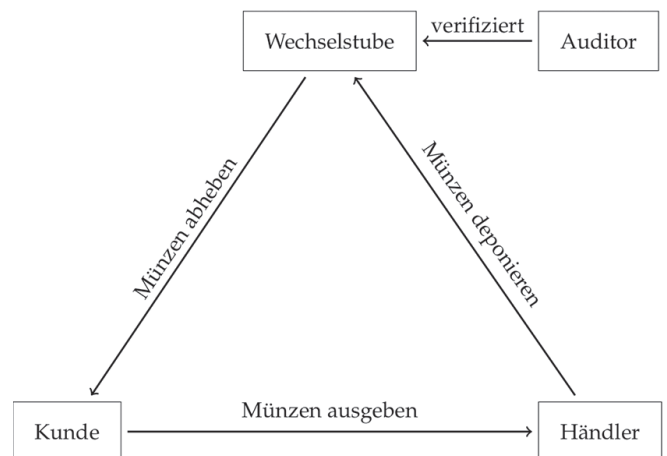 Wechselstube
verifiziert
Auditor
Münzen abheben
Münzen deponieren
Münzen ausgeben
Kunde
Händler